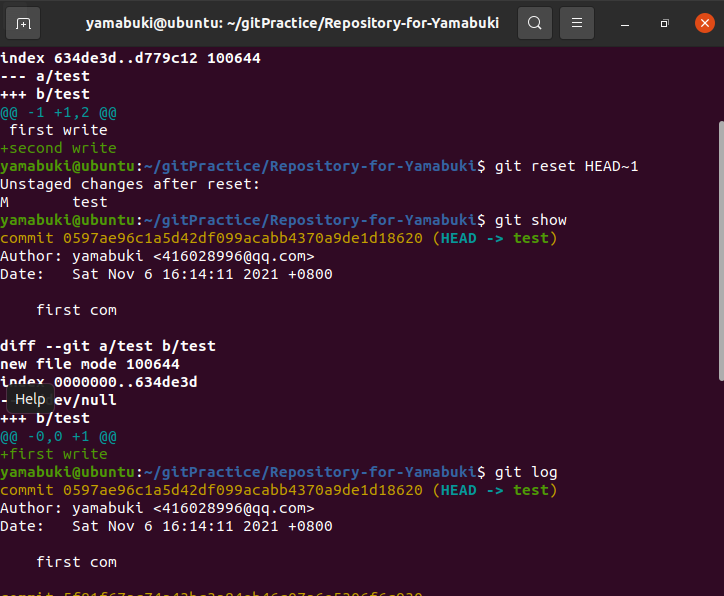 yamabuki@ubuntu: ~/gitPractice/Repository-for-Yamabuki
index 634de3d..d779c12 100644
--- a/test
+++ b/test
@@ -1 +1,2 @@
 first write
+second write
yamabuki@ubuntu:~/gitPractice/Repository-for-Yamabuki$ git reset HEAD~1
Unstaged changes after reset:
M       test
yamabuki@ubuntu:~/gitPractice/Repository-for-Yamabuki$ git show
commit 0597ae96c1a5d42df099acabb4370a9de1d18620 (HEAD -> test)
Author: yamabuki <416028996@qq.com>
Date:   Sat Nov 6 16:14:11 2021 +0800
    first com
diff --git a/test b/test
new file mode 100644
index 0000000..634de3d
Help
-ev/null
+++ b/test
@@ -0,0 +1 @@
+first write
yamabuki@ubuntu:~/gitPractice/Repository-for-Yamabuki$ git log
commit 0597ae96c1a5d42df099acabb4370a9de1d18620 (HEAD -> test)
Author: yamabuki <416028996@qq.com>
Date:   Sat Nov 6 16:14:11 2021 +0800
    first com
commit